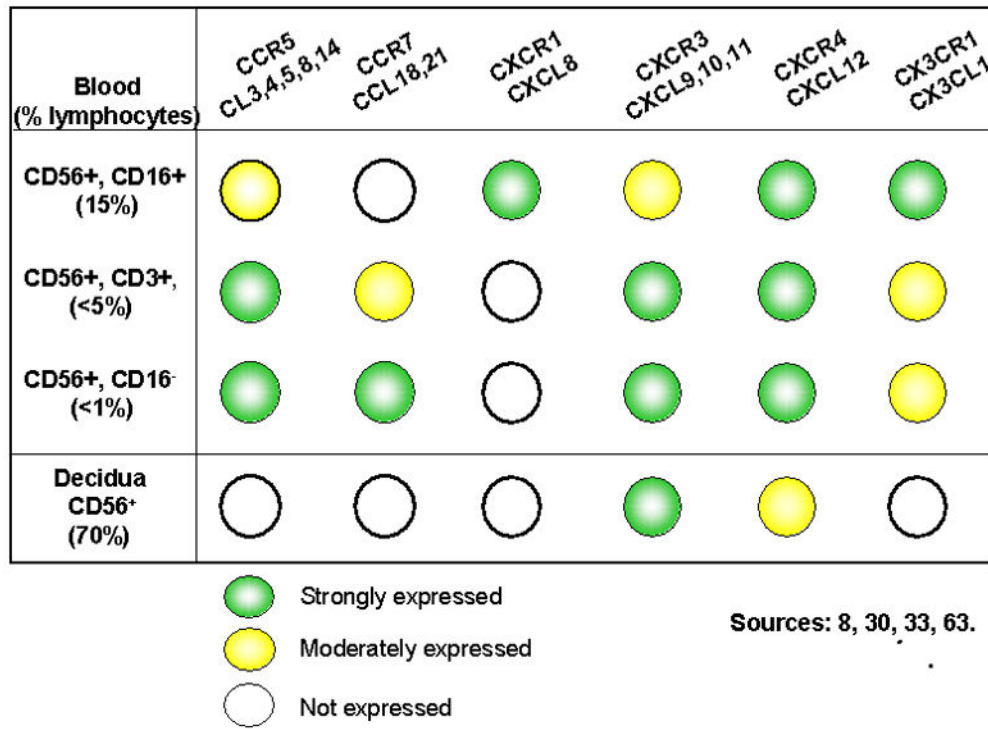 Blood
(% lymphocytes)
CCR5
CL3,4,5,8,14
CCR7
CCL18,21
CXCR1
CXCL8
CXCR3
CXCL9,10,11
CXCR4
CXCL12
CX3CR1
CX3CL1
CD56+, CD16+
(15%)
CD56+, CD3+,
(<5%)
CD56+, CD16-
(<1%)
Decidua
CD56+
(70%)
Strongly expressed
Moderately expressed
Not expressed
Sources: 8, 30, 33, 63.